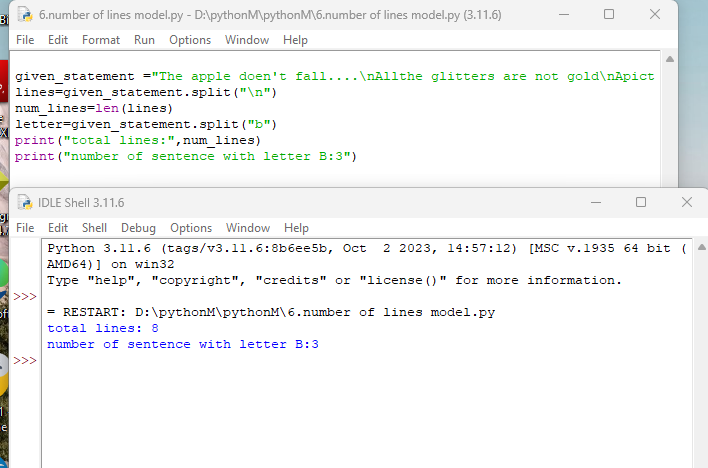 6.number of lines model.py - D:\pythonM\pythonM\6.number of lines model.py (3.11.6)
File Edit Format Run Options Window Help
given_statement ="The apple doen't fall....\nAllthe glitters are not gold\nApict
lines=given_statement.split("\n")
num_lines=len(lines)
letter=given_statement.split("b")
print("total lines:",num_lines)
print("number of sentence with letter B:3")
IDLE Shell 3.11.6
File Edit Shell Debug Options Window Help
Python 3.11.6 (tags/v3.11.6:8b6ee5b, Oct  2 2023, 14:57:12) [MSC v.1935 64 bit (
AMD64)] on win32
Type "help", "copyright", "credits" or "license()" for more information.
>>>
= RESTART: D:\pythonM\pythonM\6.number of lines model.py
total lines: 8
number of sentence with letter B:3
>>>